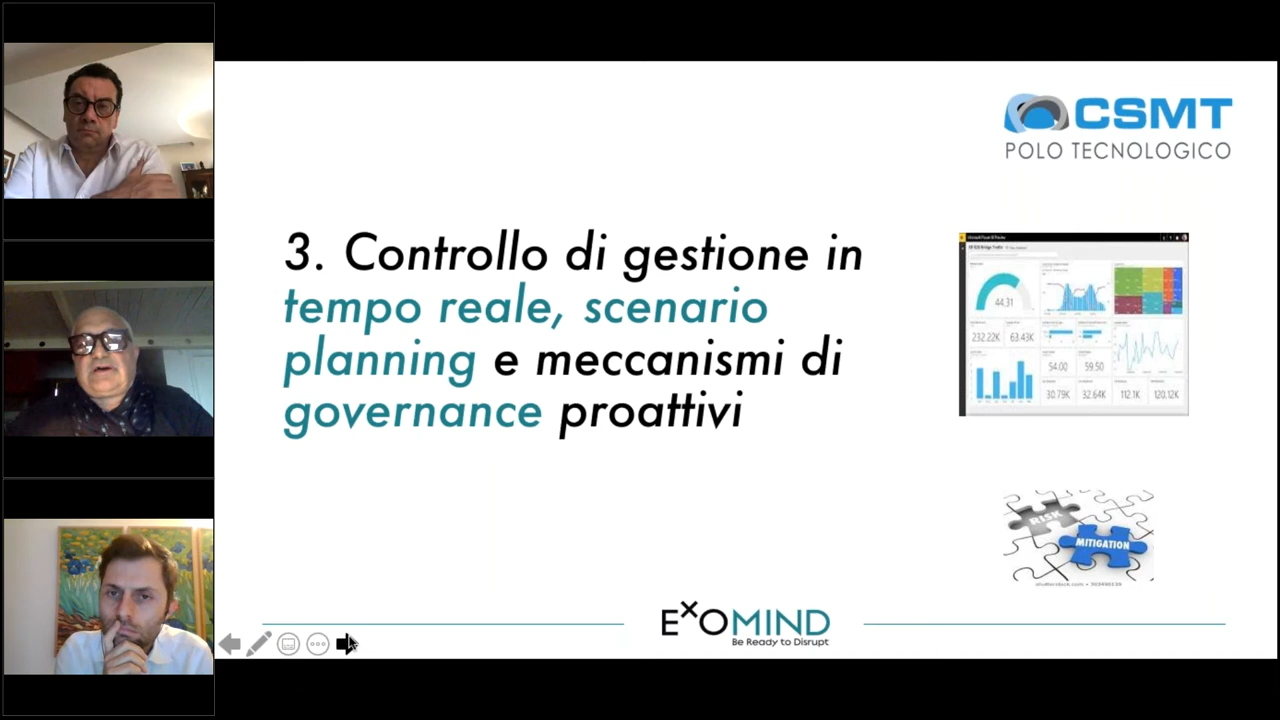 CSMT
POLO TECNOLOGICO
3. Controllo di gestione in
tempo reale, scenario
planning e meccanismi di
governance proattivi
44.31
232.22K
63.43K
54.00
59.50
30.79K
32.64K
112.1K
120.12K
RISK
MITIGATION
EXOMIND
Be Ready to Disrupt